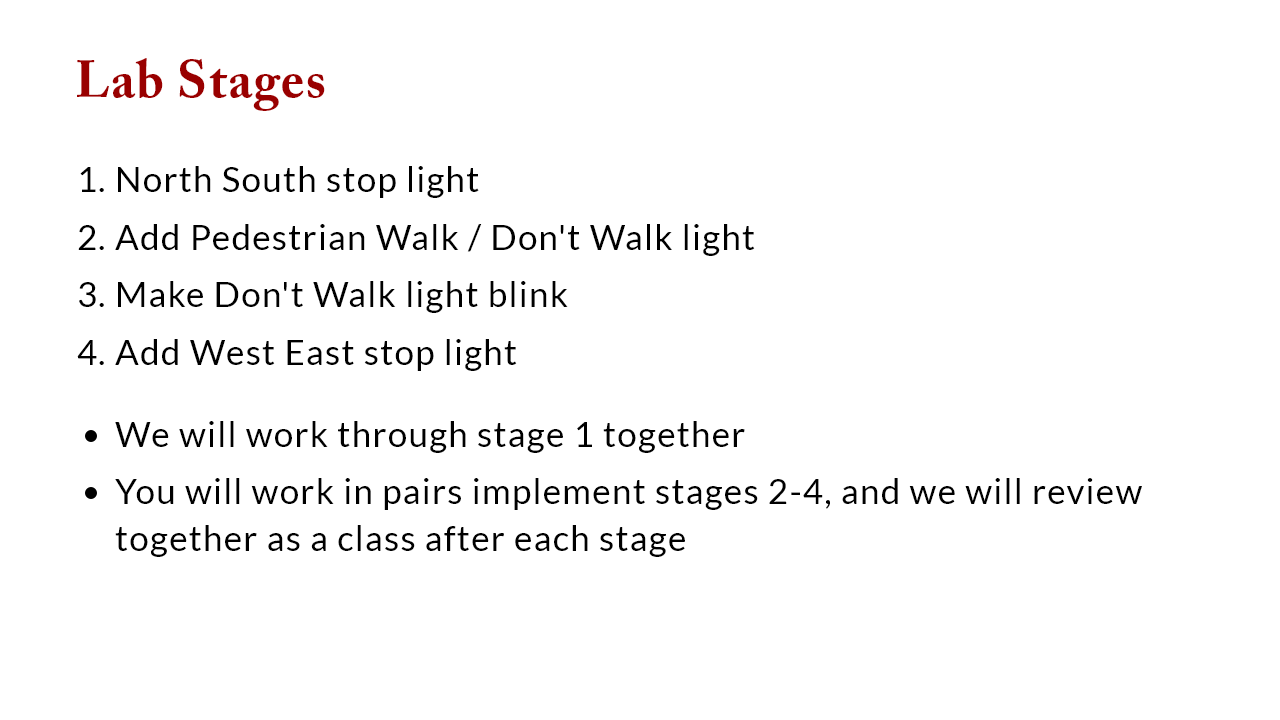 Lab Stages
1. North South stop light
2. Add Pedestrian Walk / Don't Walk light
3. Make Don't Walk light blink
4. Add West East stop light
• We will work through stage 1 together
• You will work in pairs implement stages 2-4, and we will review
together as a class after each stage